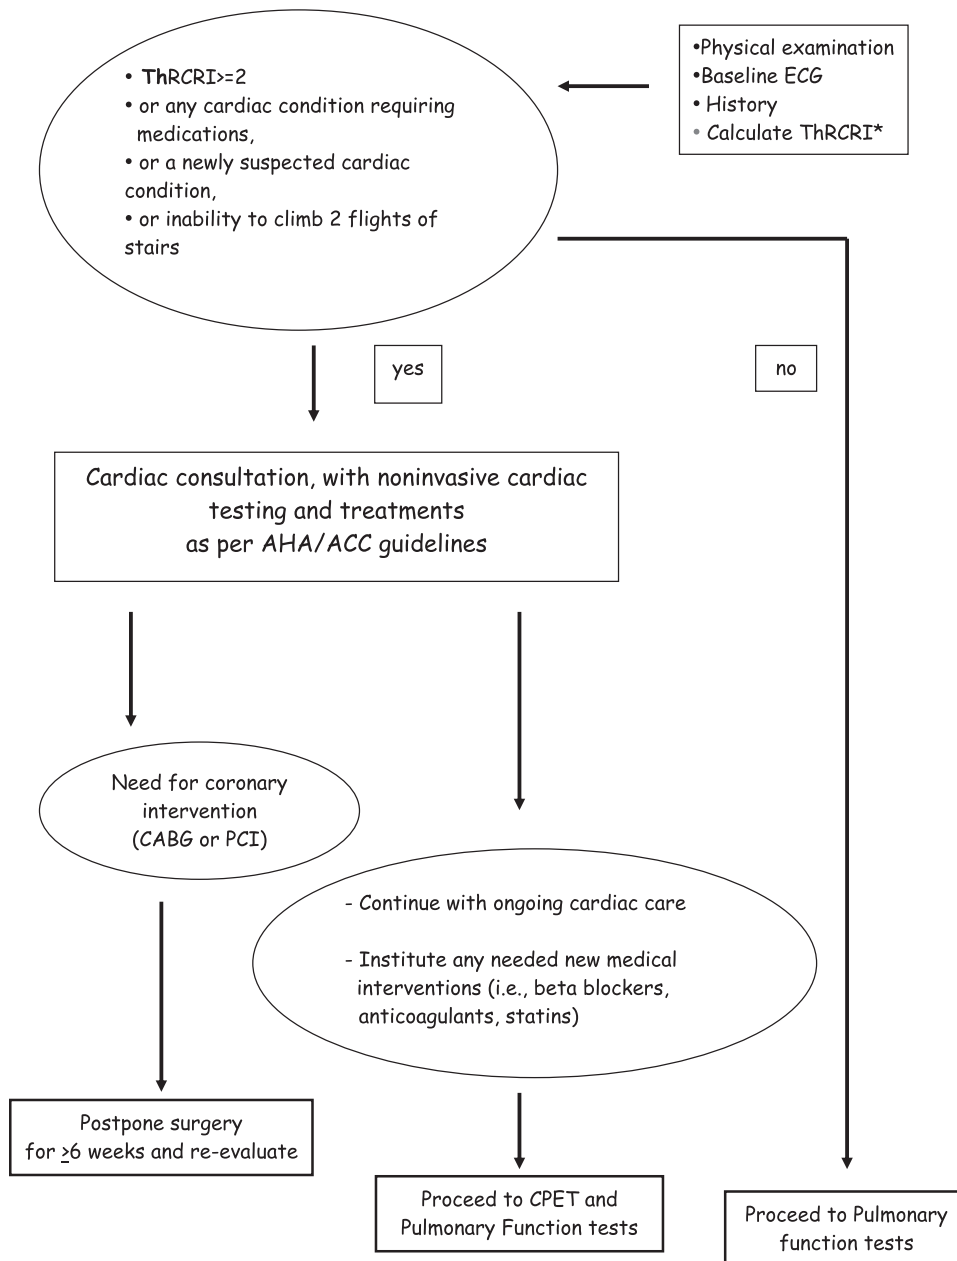 •Physical examination
•Baseline ECG
• History
• Calculate ThRCRI*
• ThRCRI>=2
• or any cardiac condition requiring
medications,
• or a newly suspected cardiac
condition,
• or inability to climb 2 flights of
stairs
yes
no
Cardiac consultation, with noninvasive cardiac
testing and treatments
as per AHA/ACC guidelines
Need for coronary
intervention
(CABG or PCI)
- Continue with ongoing cardiac care
- Institute any needed new medical
interventions (i.e., beta blockers,
anticoagulants, statins)
Postpone surgery
for ≥6 weeks and re-evaluate
Proceed to CPET and
Pulmonary Function tests
Proceed to Pulmonary
function tests